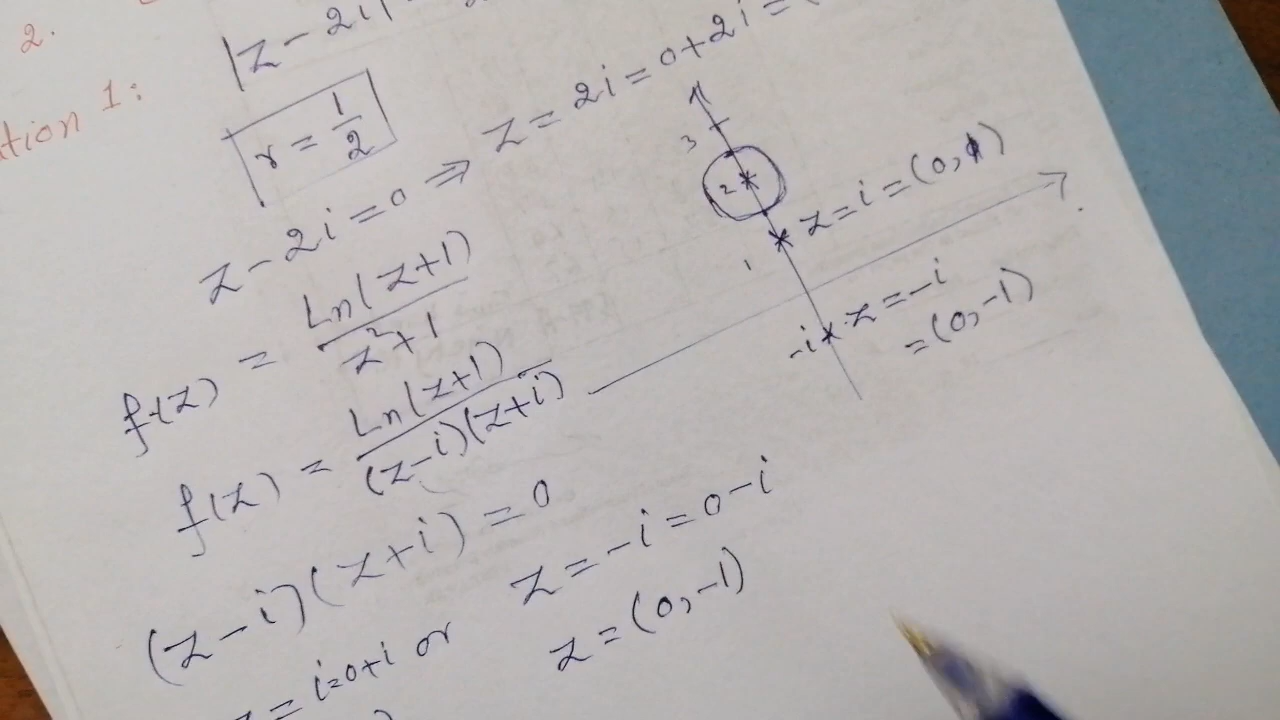 2.
|z - 2i| =
tion 1:
r = 1/2
z - 2i = 0 ⇒ z = 2i = 0 + 2i = (
f(z) = Ln(z+1) / z²+1
f(z) = Ln(z+1) / (z-i)(z+i)
(z-i)(z+i) = 0
z = i = 0+i or z = -i = 0-i
z = (0, -1)
3
2
z = i = (0, 1)
1
-i z = -i
= (0, -1)